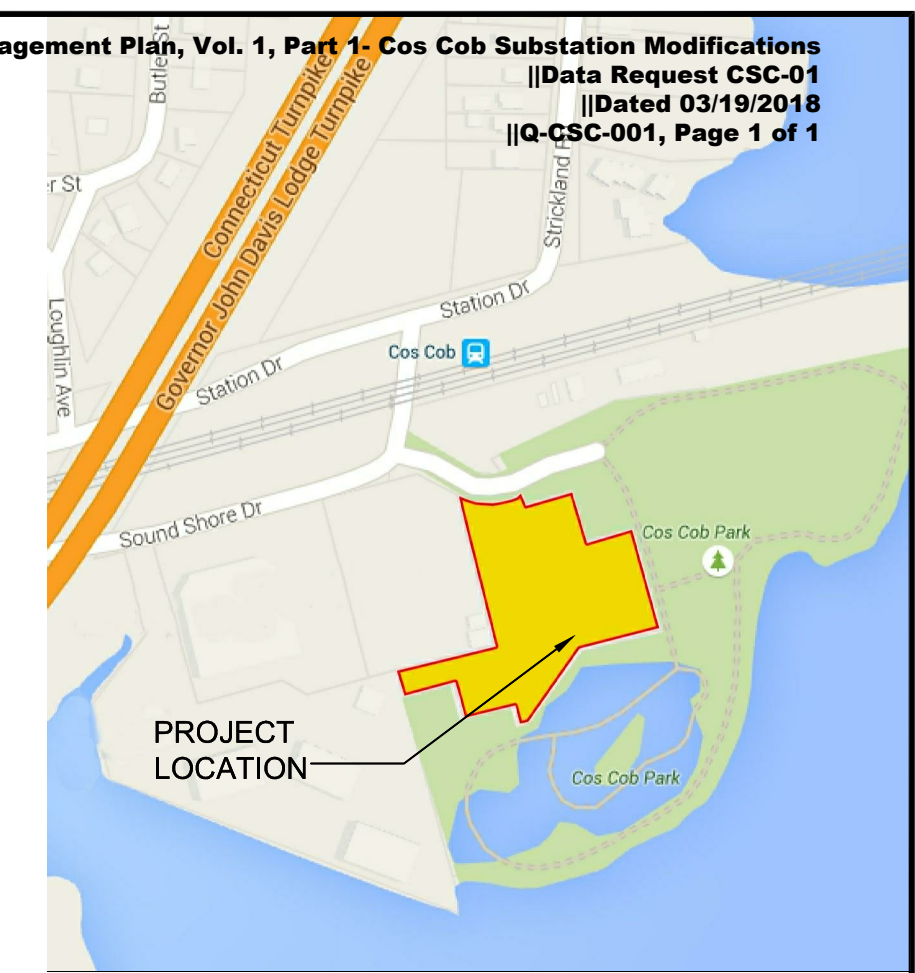 agement Plan, Vol. 1, Part 1- Cos Cob Substation Modifications
||Data Request CSC-01
||Dated 03/19/2018
||Q-CSC-001, Page 1 of 1
Butler St
r St
Connecticut Turnpike
Governor John Davis Lodge Turnpike
Strickland
Loughlin Ave
Station Dr
Station Dr
Cos Cob
Sound Shore Dr
Cos Cob Park
PROJECT
LOCATION
Cos Cob Park